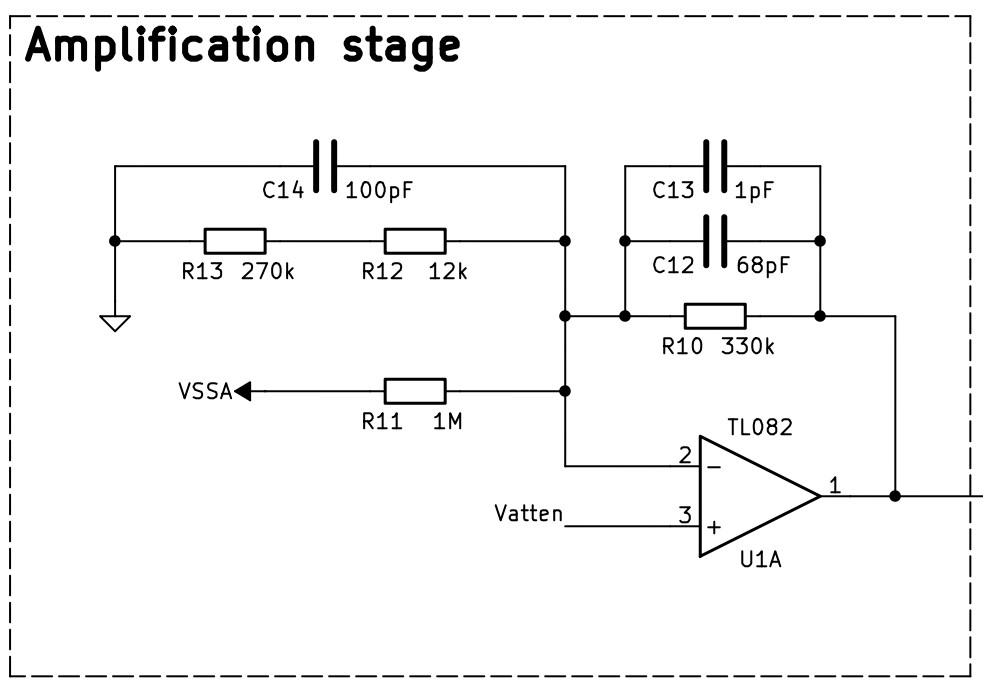 Amplification stage
C14 100pF
C13 1pF
R13 270k
R12 12k
C12 68pF
R10 330k
VSSA
R11 1M
TL082
2
−
1
Vatten
3
+
U1A